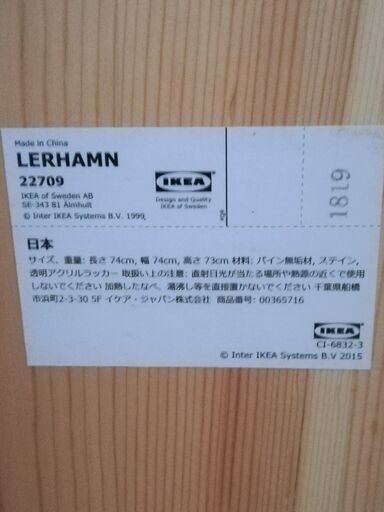 Made in China
LERHAMN
22709
IKEA of Sweden AB
SE-343 81 Älmhult
© Inter IKEA Systems B.V. 1999
IKEA
Design and Quality
IKEA of Sweden
1819
日本
サイズ、重量: 長さ 74cm, 幅 74cm, 高さ 73cm 材料: パイン無垢材, ステイン,
透明アクリルラッカー 取扱い上の注意: 直射日光が当たる場所や熱源の近くで使用
しないでください 加熱したなべ、湯沸し等を直接置かないでください 千葉県船橋
市浜町2-3-30 5F イケア・ジャパン株式会社 商品番号: 00365716
IKEA
CI-6832-3
© Inter IKEA Systems B.V 2015